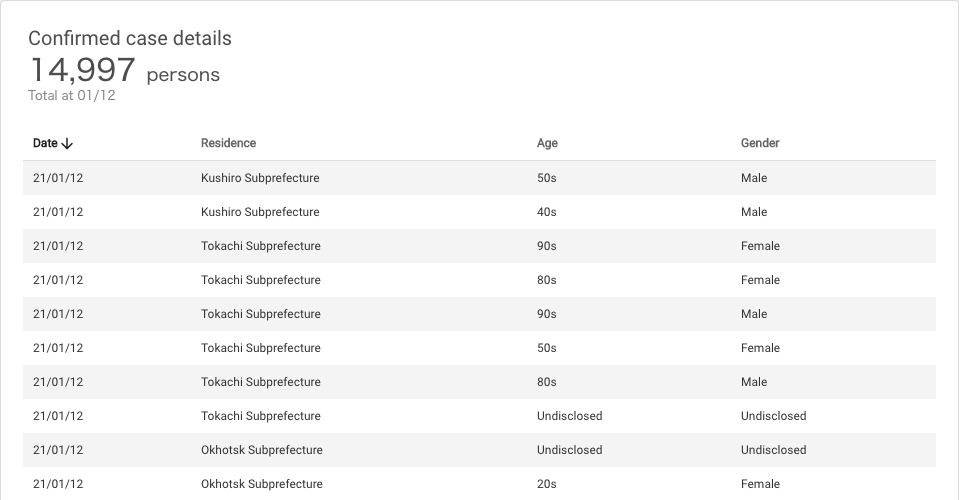 Confirmed case details
14,997 persons
Total at 01/12
Date Residence Age Gender
21/01/12 Kushiro Subprefecture 50s Male
21/01/12 Kushiro Subprefecture 40s Male
21/01/12 Tokachi Subprefecture 90s Female
21/01/12 Tokachi Subprefecture 80s Female
21/01/12 Tokachi Subprefecture 90s Male
21/01/12 Tokachi Subprefecture 50s Female
21/01/12 Tokachi Subprefecture 80s Male
21/01/12 Tokachi Subprefecture Undisclosed Undisclosed
21/01/12 Okhotsk Subprefecture Undisclosed Undisclosed
21/01/12 Okhotsk Subprefecture 20s Female